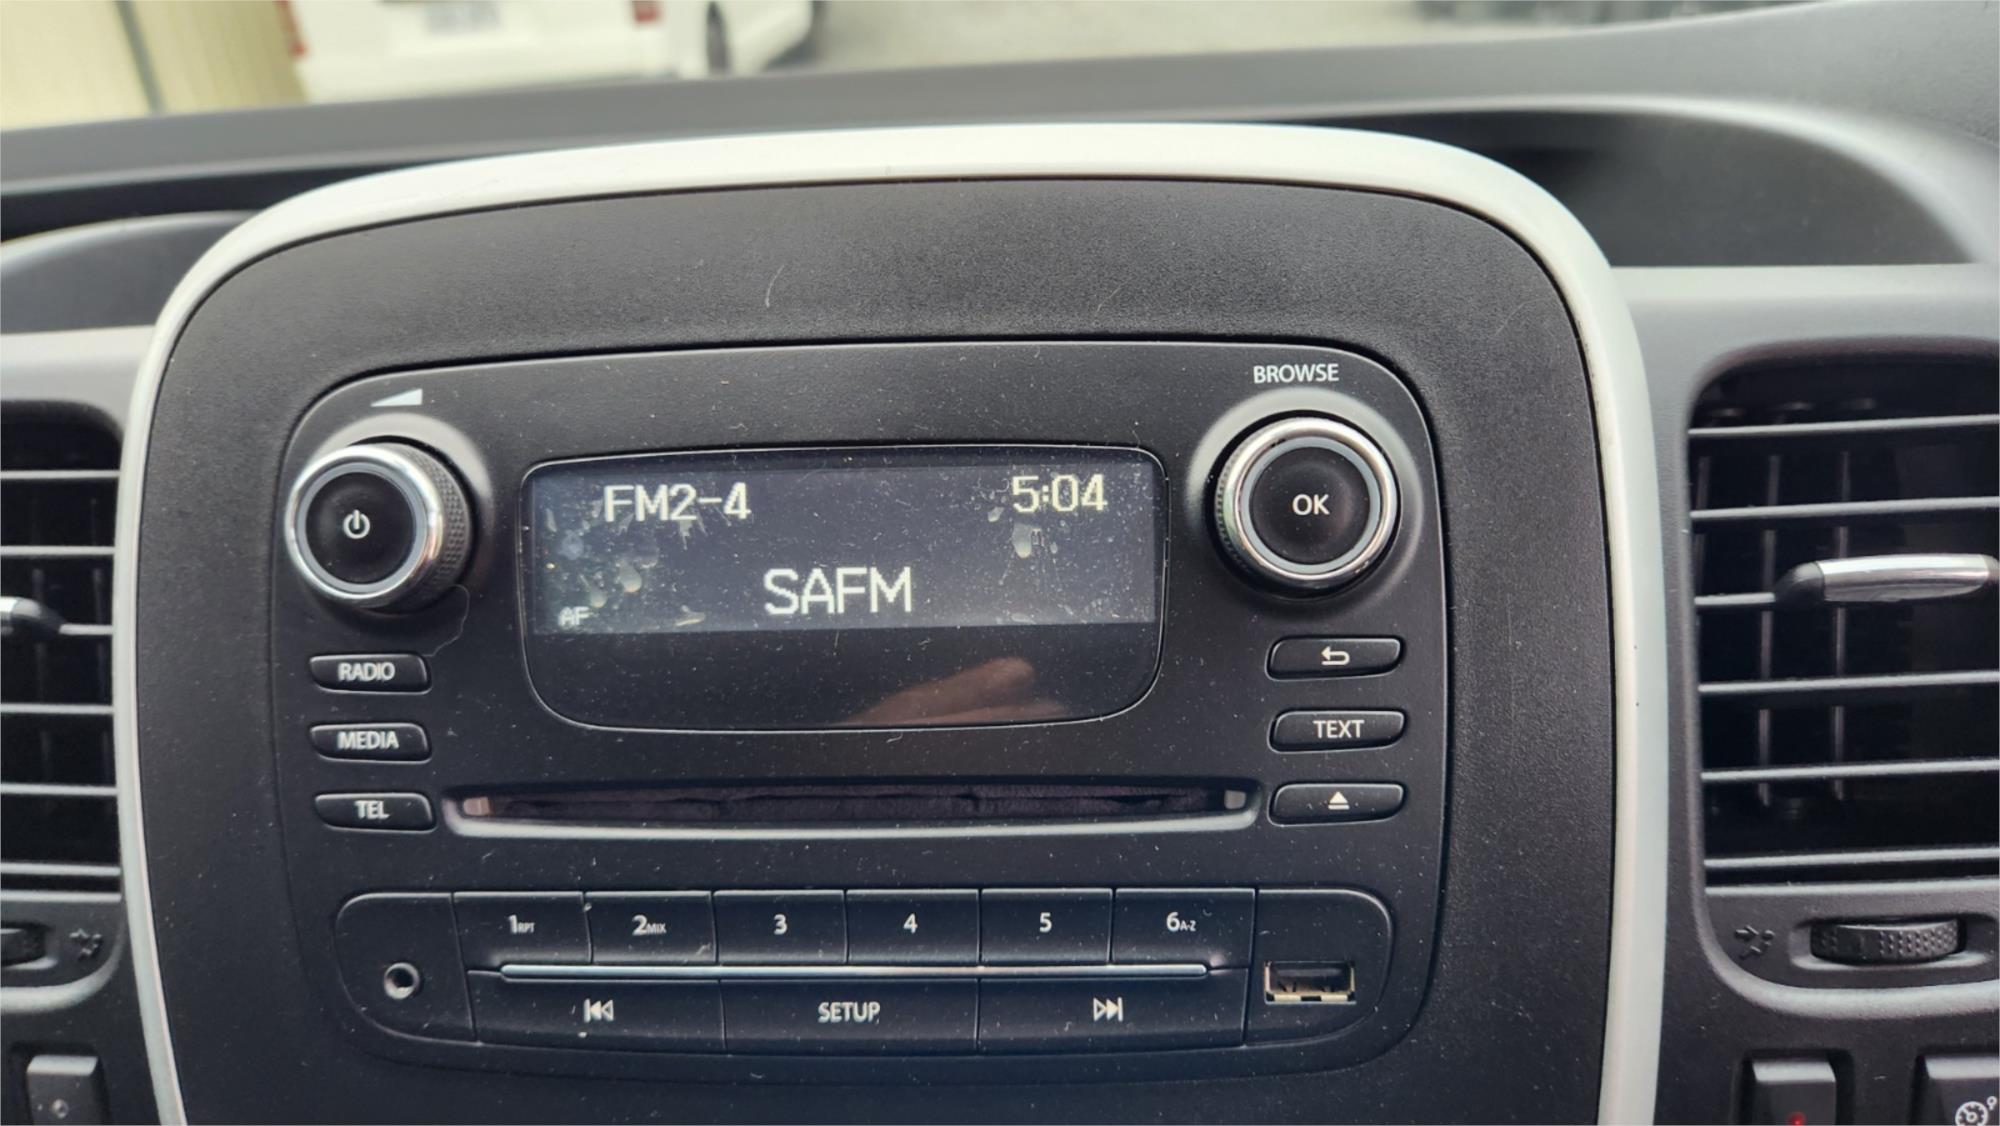 BROWSE
FM2-4 5:04
OK
SAFM
AF
RADIO
MEDIA
TEXT
TEL
1RPT 2MIX 3 4 5 6A-Z
SETUP